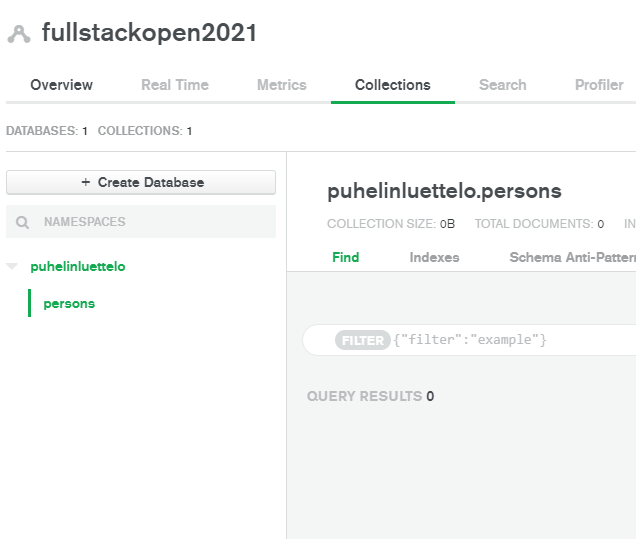 fullstackopen2021
Overview Real Time Metrics Collections Search Profiler
DATABASES: 1 COLLECTIONS: 1
+ Create Database
NAMESPACES
puhelinluettelo
persons
puhelinluettelo.persons
COLLECTION SIZE: 0B TOTAL DOCUMENTS: 0 IN
Find Indexes Schema Anti-Pattern
FILTER {"filter":"example"}
QUERY RESULTS 0